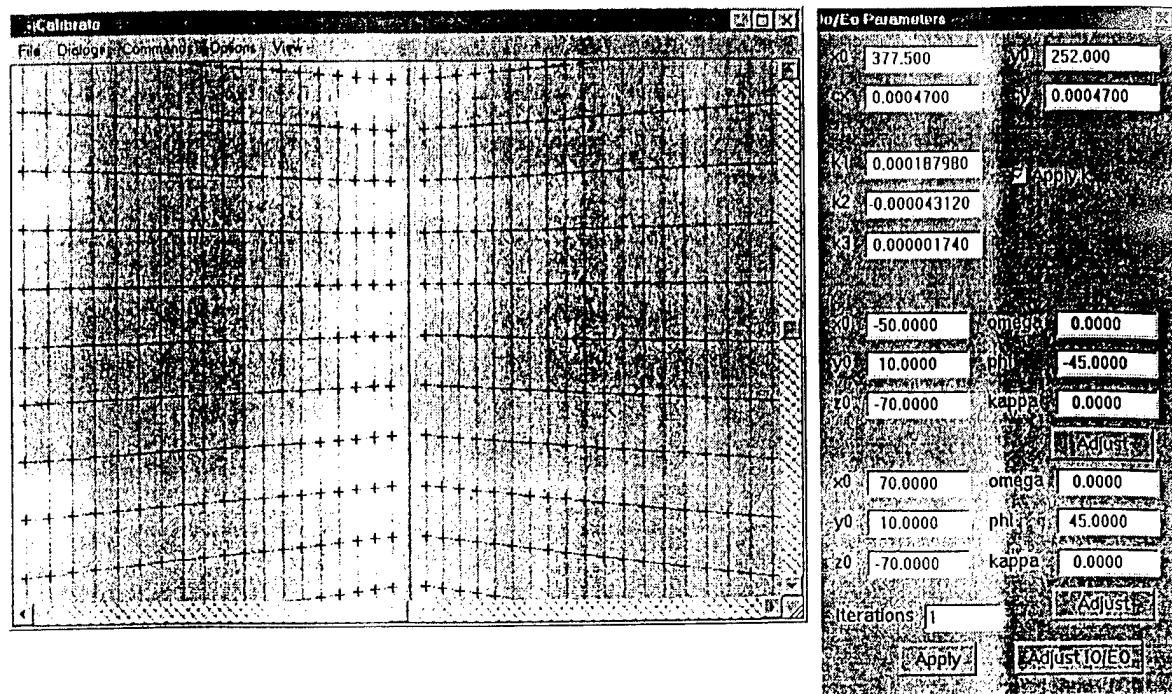 Calibrate
File Dialoge Commands Options View
Io/Eo Parameters
x0 377.500 y0 252.000
cx 0.0004700 0.0004700
k1 0.000187980 Apply k
k2 -0.000043120
k3 0.000001740
x0 -50.0000 omega 0.0000
y0 10.0000 phi -45.0000
z0 -70.0000 kappa 0.0000
Adjust
x0 70.0000 omega 0.0000
y0 10.0000 phi 45.0000
z0 -70.0000 kappa 0.0000
Adjust
Iterations 1
Apply Adjust IO/EO